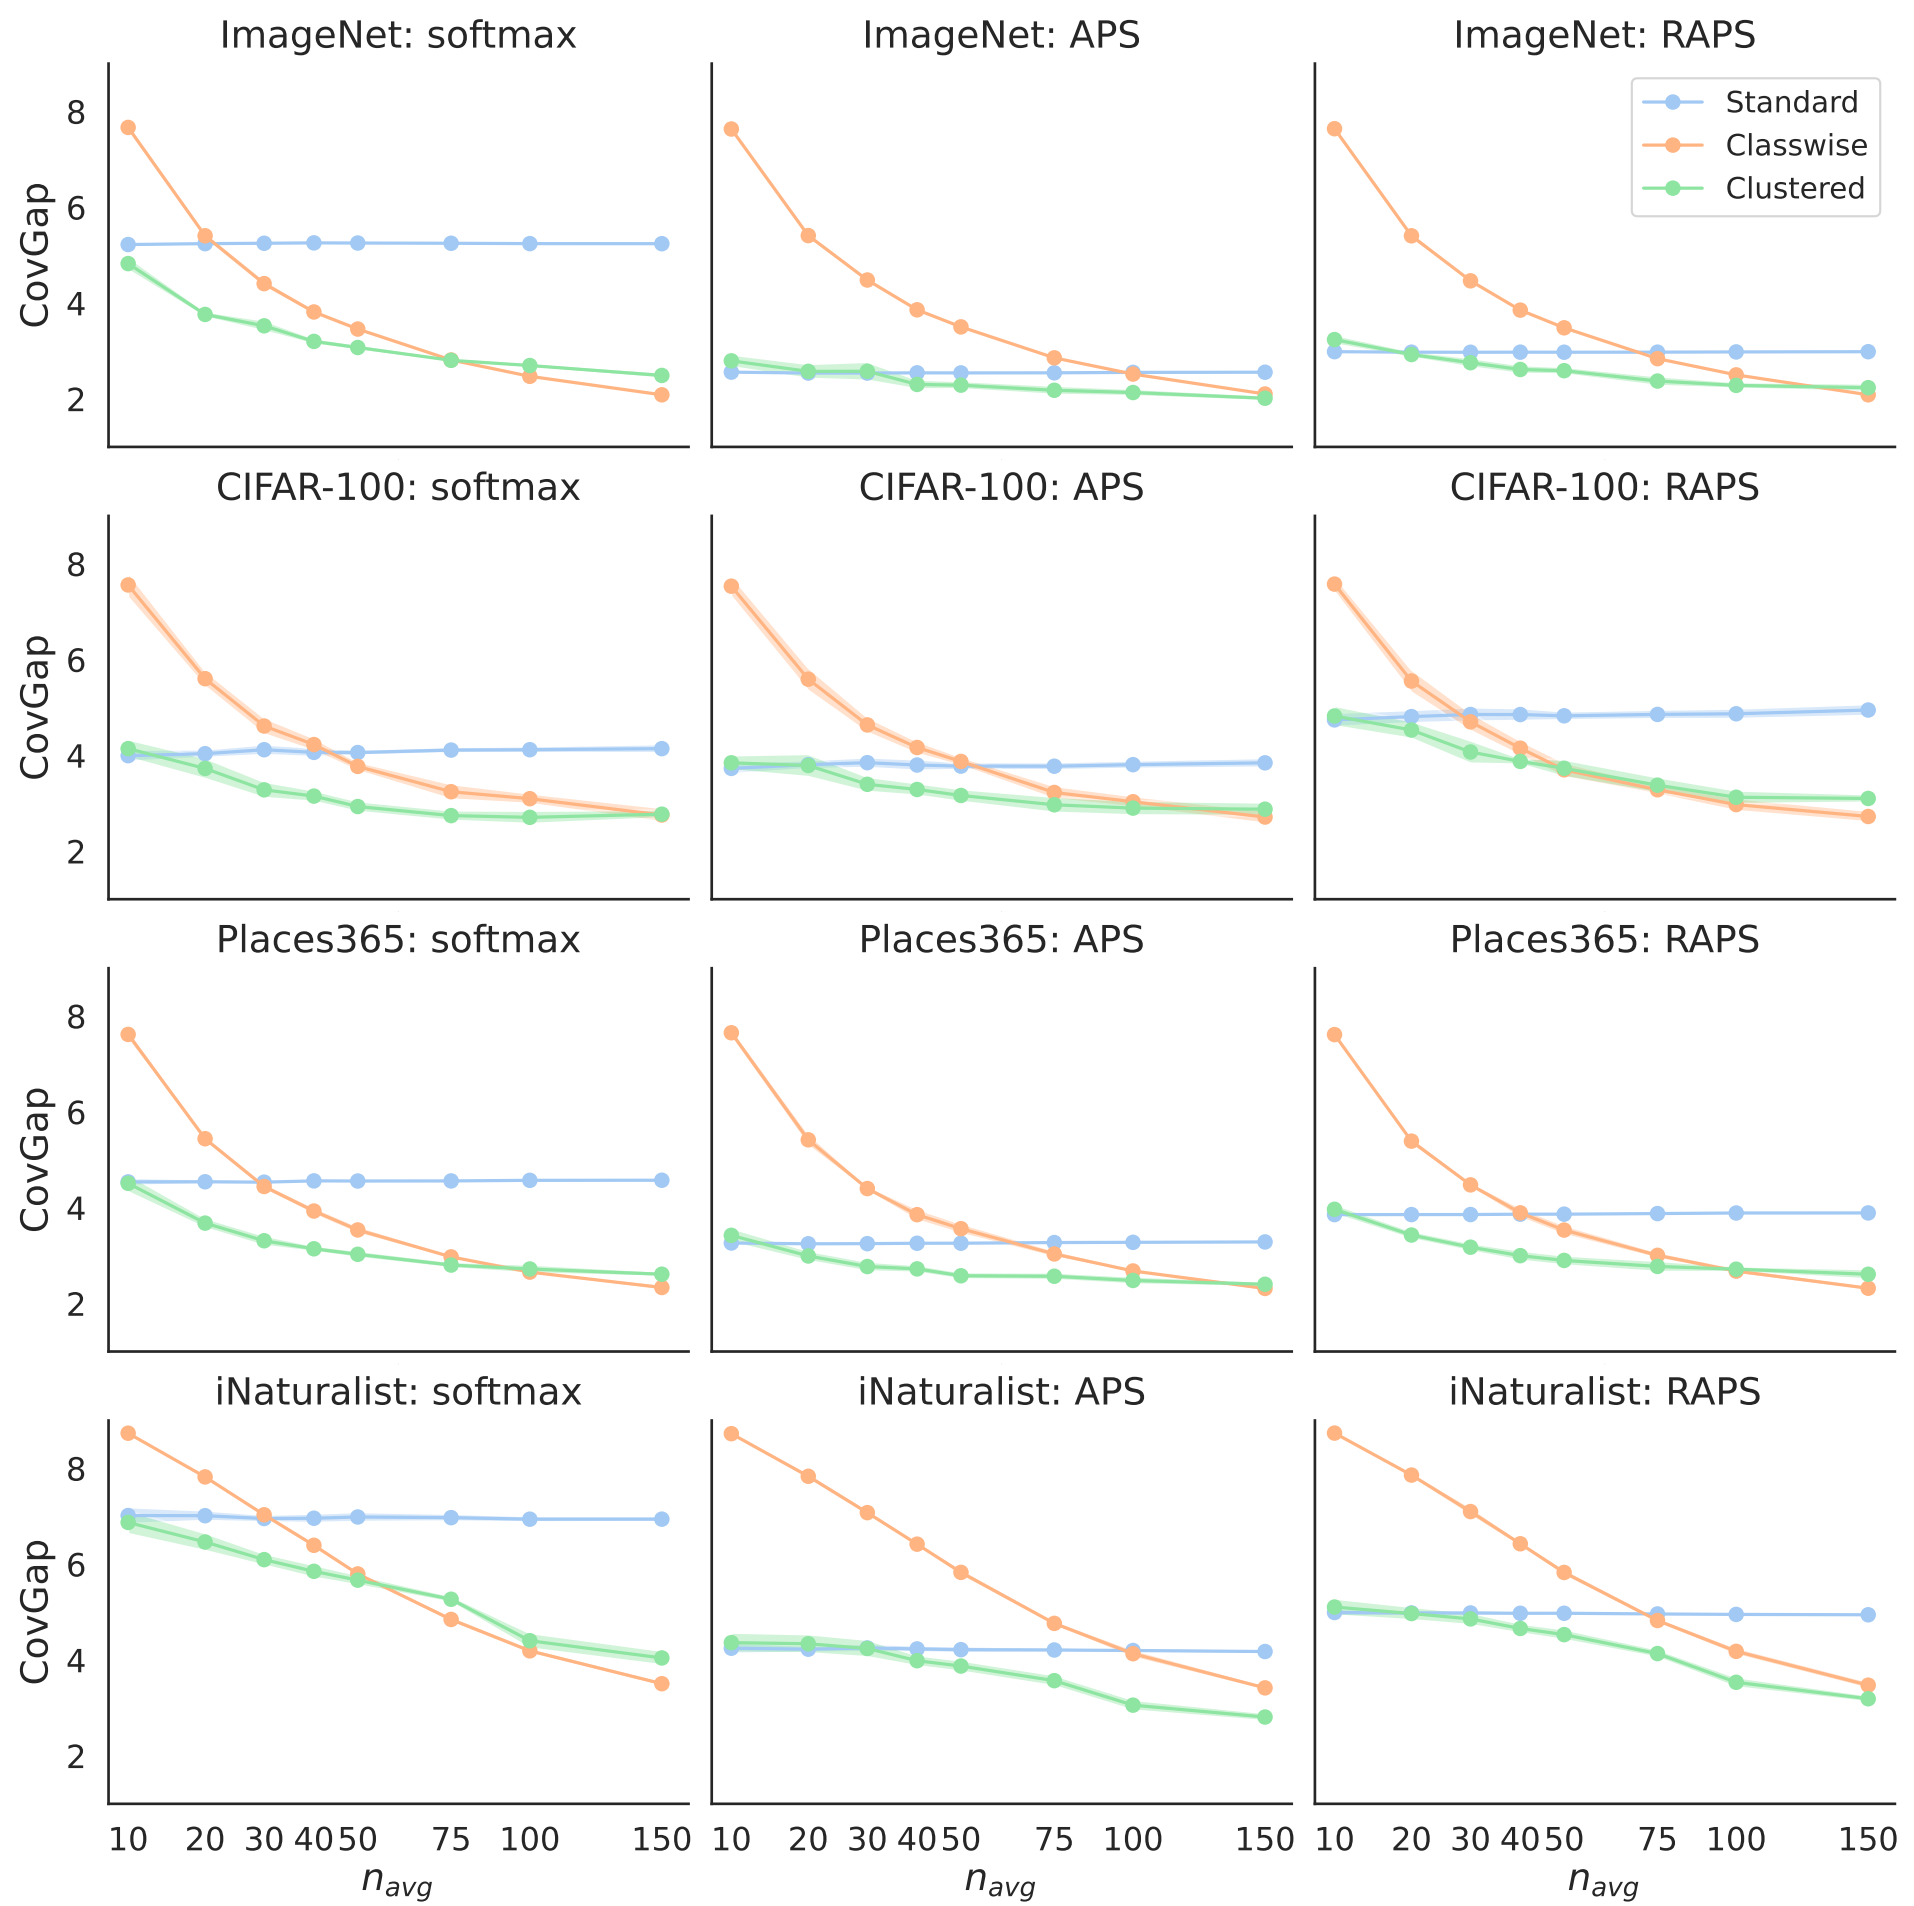 ImageNet: softmax
ImageNet: APS
ImageNet: RAPS
CovGap
8
6
4
2
Standard
Classwise
Clustered
CIFAR-100: softmax
CIFAR-100: APS
CIFAR-100: RAPS
CovGap
8
6
4
2
Places365: softmax
Places365: APS
Places365: RAPS
CovGap
8
6
4
2
iNaturalist: softmax
iNaturalist: APS
iNaturalist: RAPS
CovGap
8
6
4
2
10 20 30 40 50 75 100 150
10 20 30 40 50 75 100 150
10 20 30 40 50 75 100 150
n_avg
n_avg
n_avg